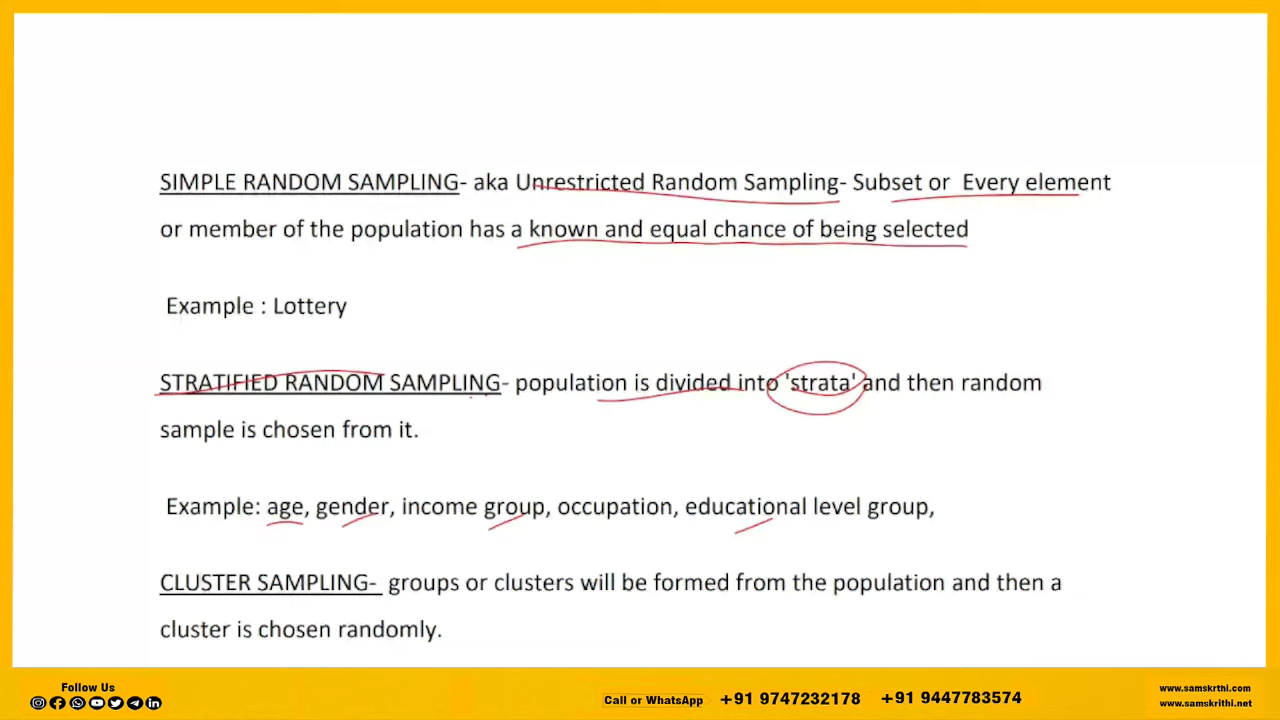 SIMPLE RANDOM SAMPLING- aka Unrestricted Random Sampling- Subset or Every element
or member of the population has a known and equal chance of being selected
Example : Lottery
STRATIFIED RANDOM SAMPLING- population is divided into 'strata' and then random
sample is chosen from it.
Example: age, gender, income group, occupation, educational level group,
CLUSTER SAMPLING- groups or clusters will be formed from the population and then a
cluster is chosen randomly.
Follow Us
Call or WhatsApp +91 9747232178 +91 9447783574
www.samskrthi.com
www.samskrithi.net